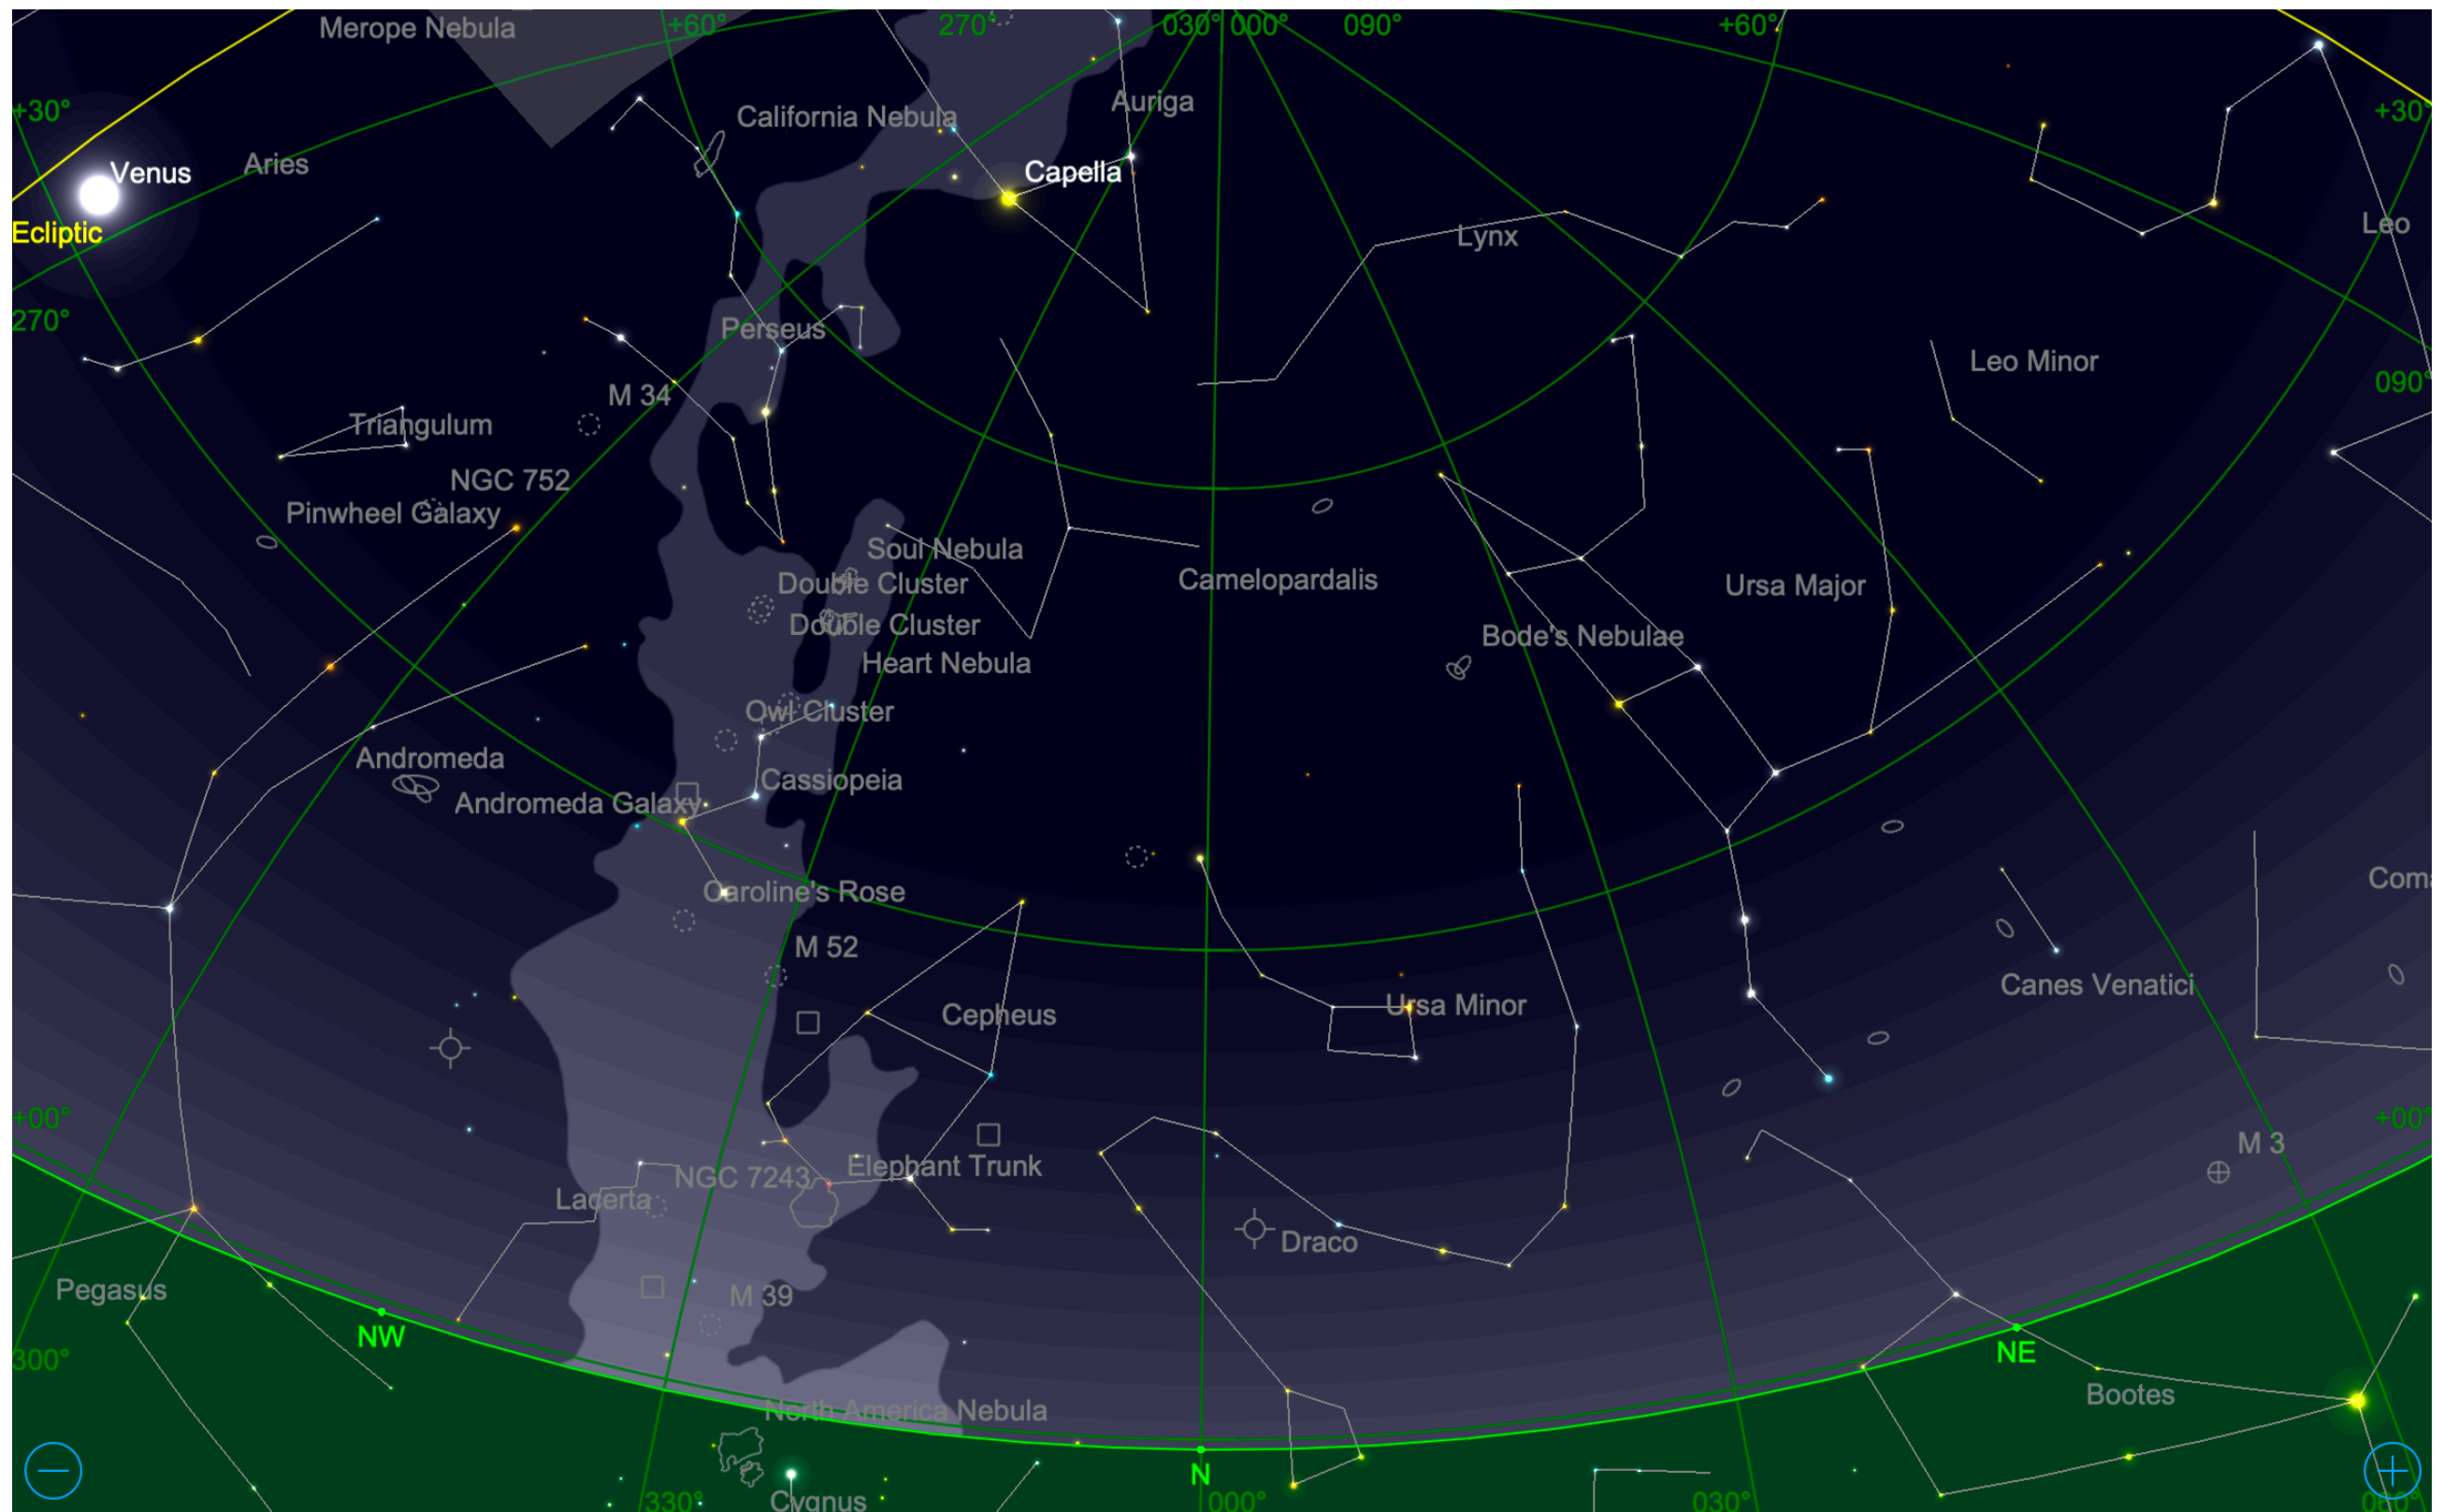 +60°
270°
030°
000°
090°
+60°
Merope Nebula
+30°
California Nebula
Auriga
+30°
Venus
Aries
Capella
Ecliptic
Lynx
Leo
270°
Perseus
Leo Minor
090°
M 34
Triangulum
NGC 752
Pinwheel Galaxy
Soul Nebula
Double Cluster
Camelopardalis
Ursa Major
Double Cluster
Bode's Nebulae
Heart Nebula
Owl Cluster
Andromeda
Cassiopeia
Andromeda Galaxy
Caroline's Rose
Com
M 52
Canes Venatici
Cepheus
Ursa Minor
+00°
+00°
M 3
Elephant Trunk
NGC 7243
Lacerta
Draco
Pegasus
M 39
NW
NE
300°
Bootes
North America Nebula
N
Cygnus
330°
000°
030°
060°